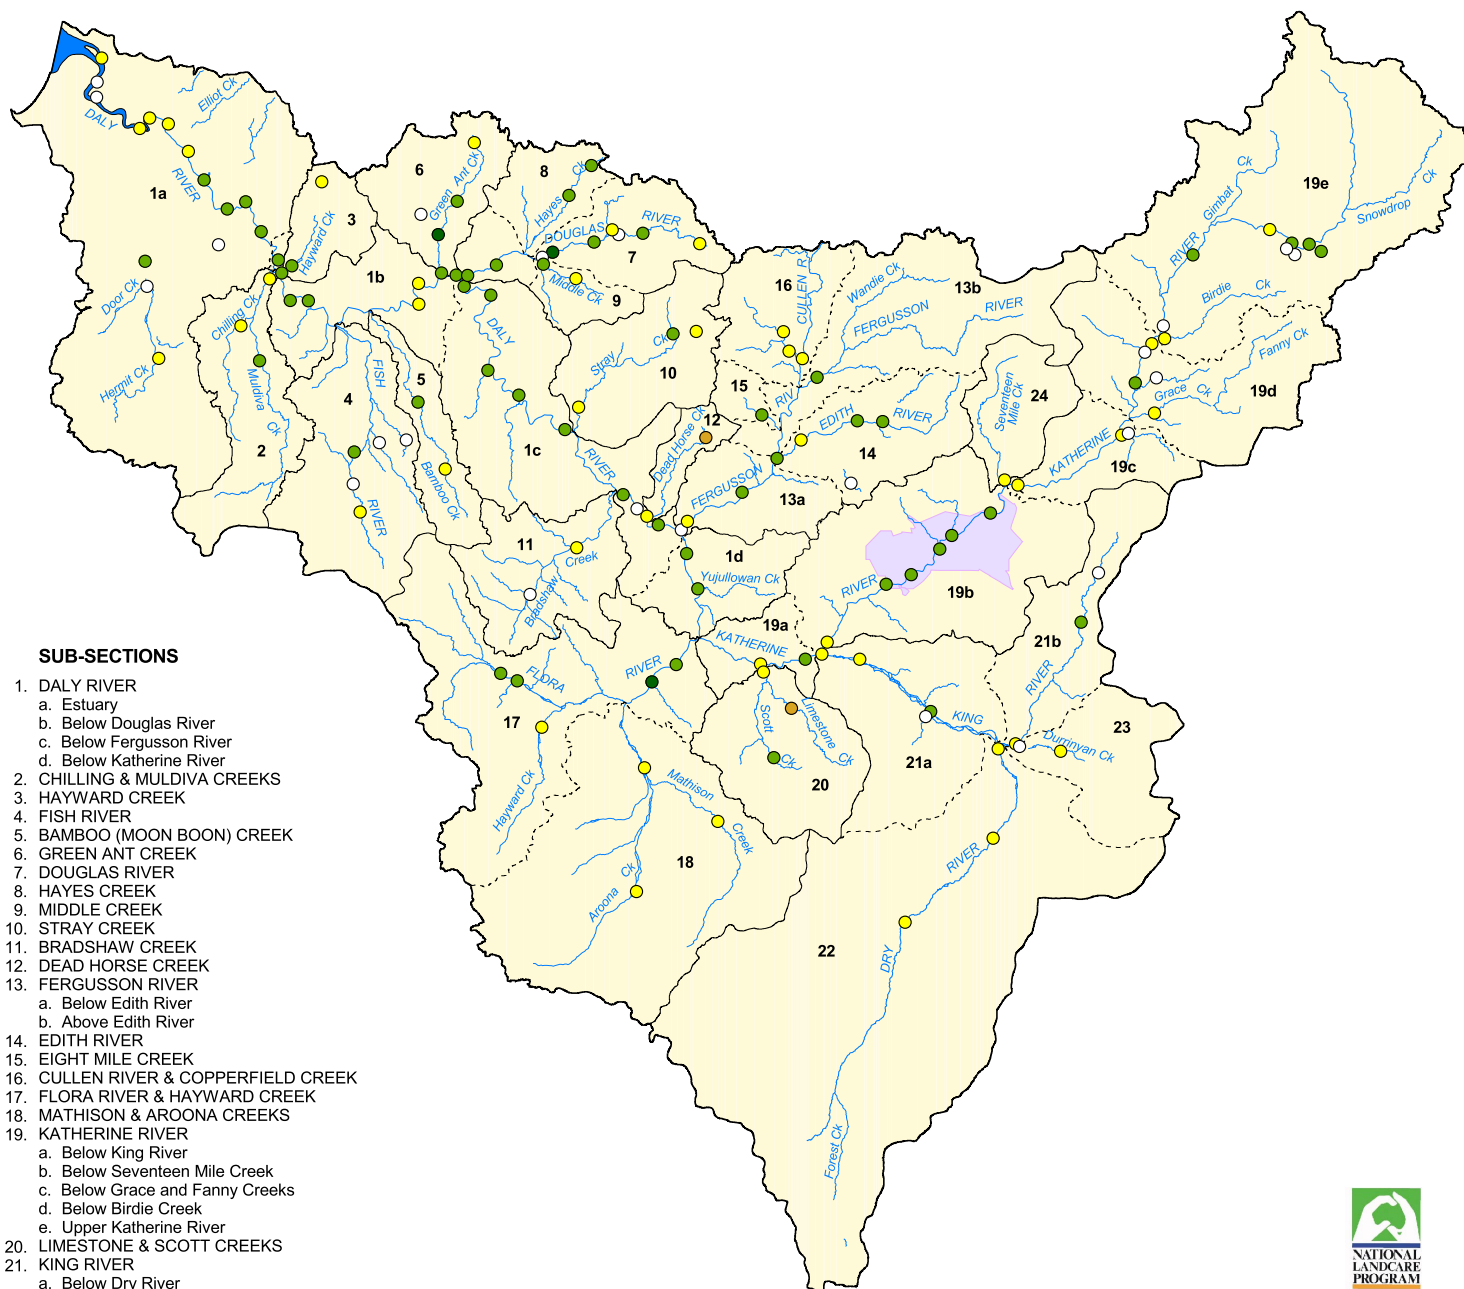 Elliot Ck
DALY
RIVER
1a
6
Green Ant Ck
8
Hayes Ck
DOUGLAS RIVER
7
3
Hayward Ck
1b
Middle Ck
9
Door Ck
Hermit Ck
Chilling Ck
Muldiva Ck
2
FISH
RIVER
4
5
Bamboo Ck
DALY
RIVER
1c
Stray Ck
10
16
CULLEN R
Wandie Ck
13b
FERGUSSON RIVER
15
RIV
EDITH RIVER
14
12
Dead Horse Ck
FERGUSSON
13a
24
Seventeen
Mile Ck
19e
Gimbat Ck
RIVER
Snowdrop Ck
Birdie Ck
Fanny Ck
Grace Ck
19d
KATHERINE
19c
11
Bradshaw Creek
1d
Yujullowan Ck
19a
KATHERINE
RIVER
19b
21b
RIVER
FLORA
RIVER
17
Hayward Ck
Scott Ck
Limestone Ck
20
KING
21a
Durrinyan Ck
23
Mathison Creek
18
Aroona Ck
22
DRY
RIVER
Forest Ck
SUB-SECTIONS
1. DALY RIVER
a. Estuary
b. Below Douglas River
c. Below Fergusson River
d. Below Katherine River
2. CHILLING & MULDIVA CREEKS
3. HAYWARD CREEK
4. FISH RIVER
5. BAMBOO (MOON BOON) CREEK
6. GREEN ANT CREEK
7. DOUGLAS RIVER
8. HAYES CREEK
9. MIDDLE CREEK
10. STRAY CREEK
11. BRADSHAW CREEK
12. DEAD HORSE CREEK
13. FERGUSSON RIVER
a. Below Edith River
b. Above Edith River
14. EDITH RIVER
15. EIGHT MILE CREEK
16. CULLEN RIVER & COPPERFIELD CREEK
17. FLORA RIVER & HAYWARD CREEK
18. MATHISON & AROONA CREEKS
19. KATHERINE RIVER
a. Below King River
b. Below Seventeen Mile Creek
c. Below Grace and Fanny Creeks
d. Below Birdie Creek
e. Upper Katherine River
20. LIMESTONE & SCOTT CREEKS
21. KING RIVER
a. Below Dry River
NATIONAL
LANDCARE
PROGRAM